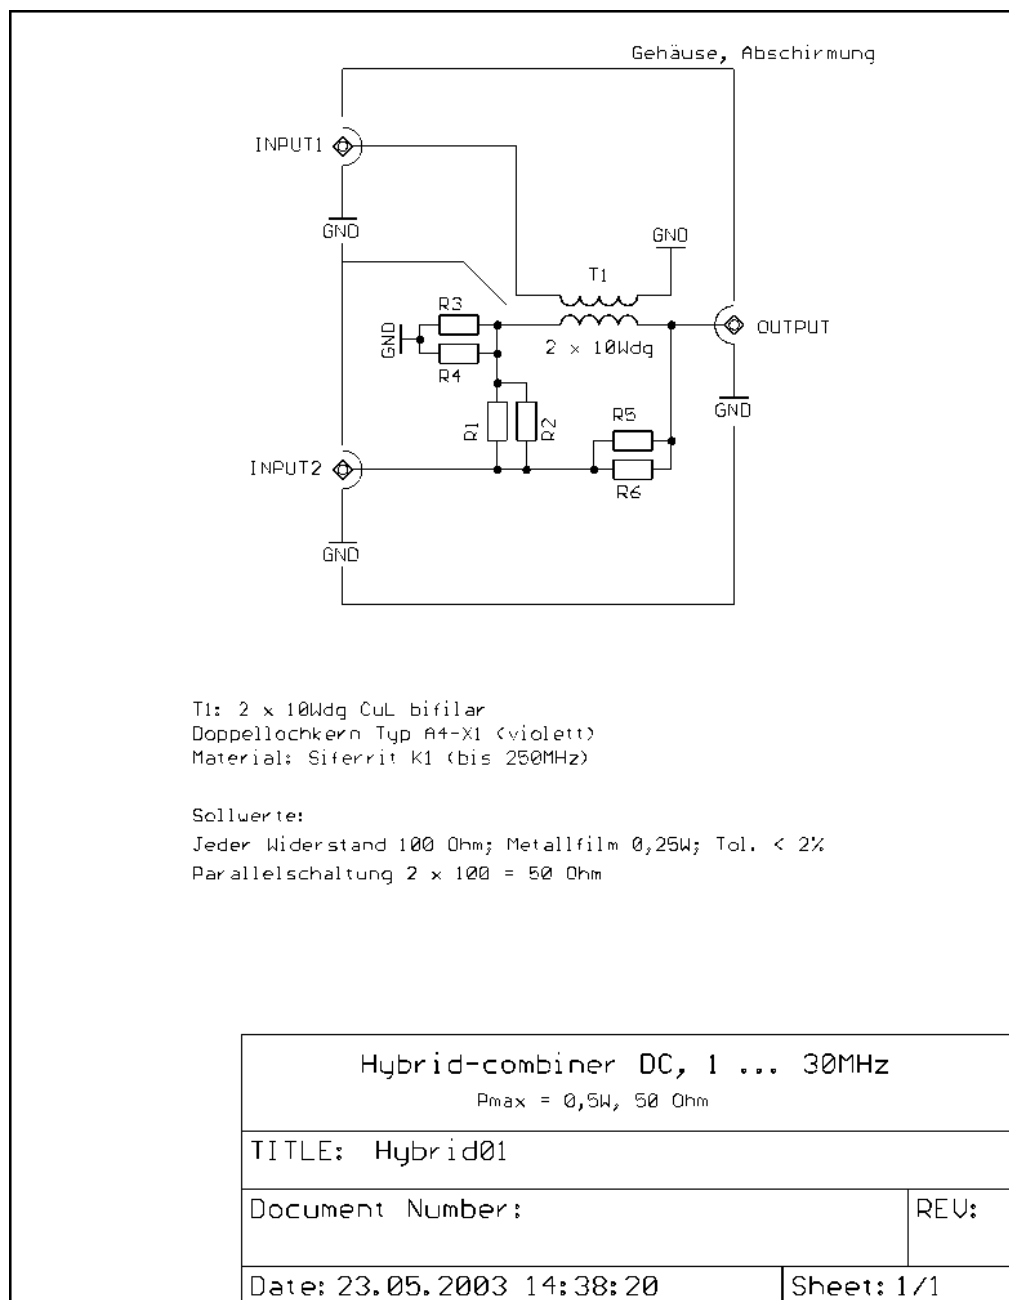 Gehäuse, Abschirmung
INPUT1
GND
GND
T1
R3
GND
R4
2 x 10Wdg
OUTPUT
GND
R1
R2
R5
R6
INPUT2
GND
T1: 2 x 10Wdg CuL bifilar
Doppellochkern Typ A4-X1 (violett)
Material: Siferrit K1 (bis 250MHz)
Sollwerte:
Jeder Widerstand 100 Ohm; Metallfilm 0,25W; Tol. < 2%
Parallelschaltung 2 x 100 = 50 Ohm
Hybrid-combiner DC, 1 ... 30MHz
Pmax = 0,5W, 50 Ohm
TITLE: Hybrid01
Document Number:
REV:
Date: 23.05.2003 14:38:20
Sheet: 1/1